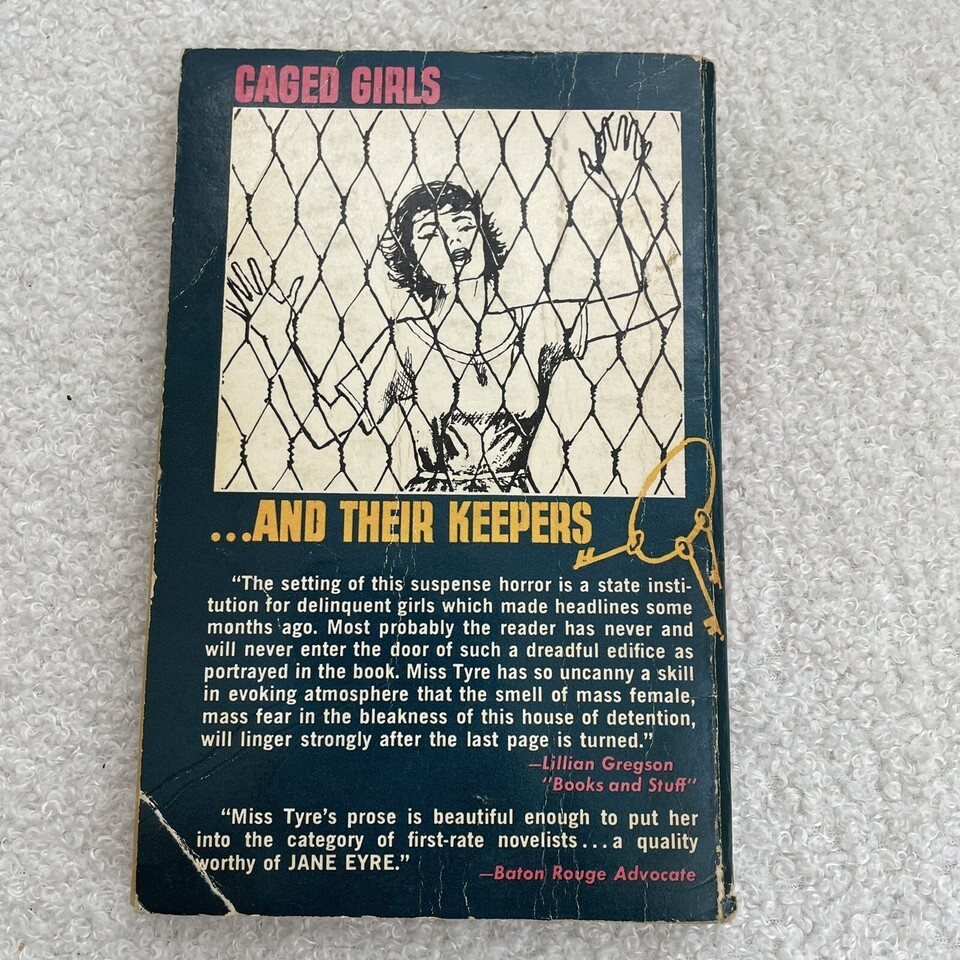 CAGED GIRLS
...AND THEIR KEEPERS
"The setting of this suspense horror is a state insti-
tution for delinquent girls which made headlines some
months ago. Most probably the reader has never and
will never enter the door of such a dreadful edifice as
portrayed in the book. Miss Tyre has so uncanny a skill
in evoking atmosphere that the smell of mass female,
mass fear in the bleakness of this house of detention,
will linger strongly after the last page is turned."
—Lillian Gregson
"Books and Stuff"
"Miss Tyre's prose is beautiful enough to put her
into the category of first-rate novelists...a quality
worthy of JANE EYRE."
—Baton Rouge Advocate